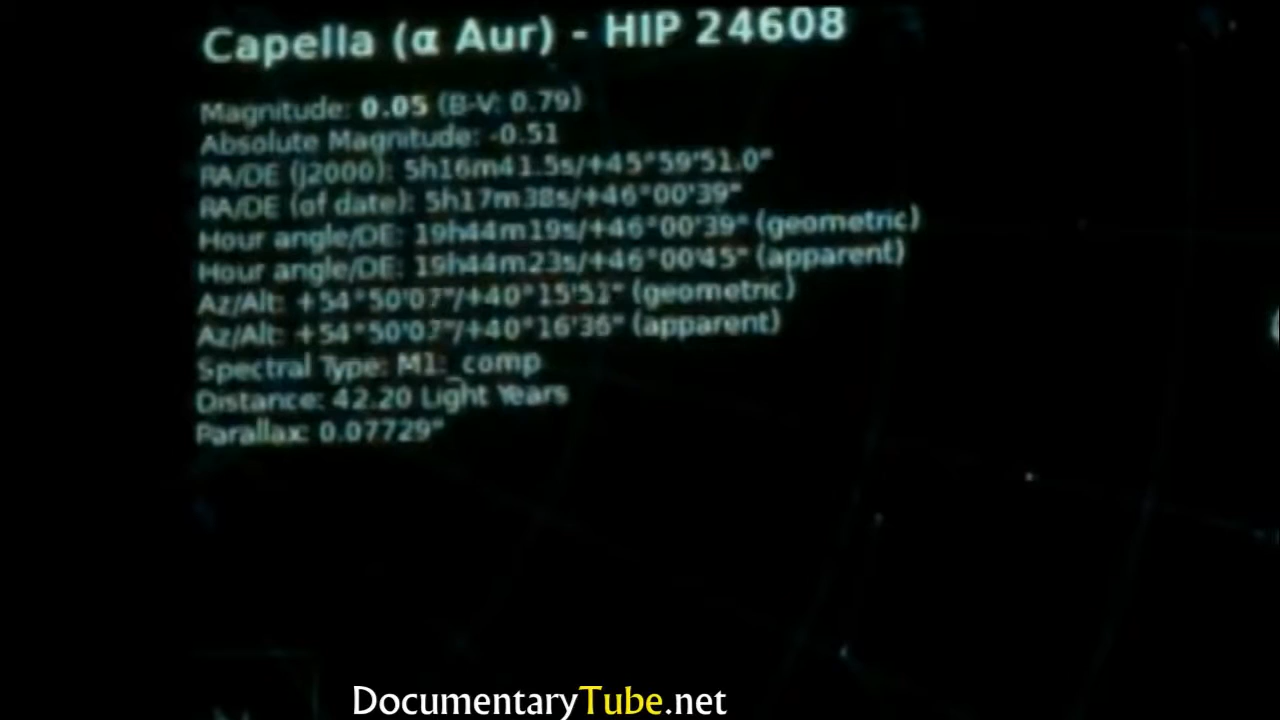 Capella (α Aur) - HIP 24608
Magnitude: 0.05 (B-V: 0.79)
Absolute Magnitude: -0.51
RA/DE (J2000): 5h16m41.5s/+45°59'51.0"
RA/DE (of date): 5h17m38s/+46°00'39"
Hour angle/DE: 19h44m19s/+46°00'39" (geometric)
Hour angle/DE: 19h44m23s/+46°00'45" (apparent)
Az/Alt: +54°50'07"/+40°15'51" (geometric)
Az/Alt: +54°50'07"/+40°16'36" (apparent)
Spectral Type: M1:_comp
Distance: 42.20 Light Years
Parallax: 0.07729"
DocumentaryTube.net